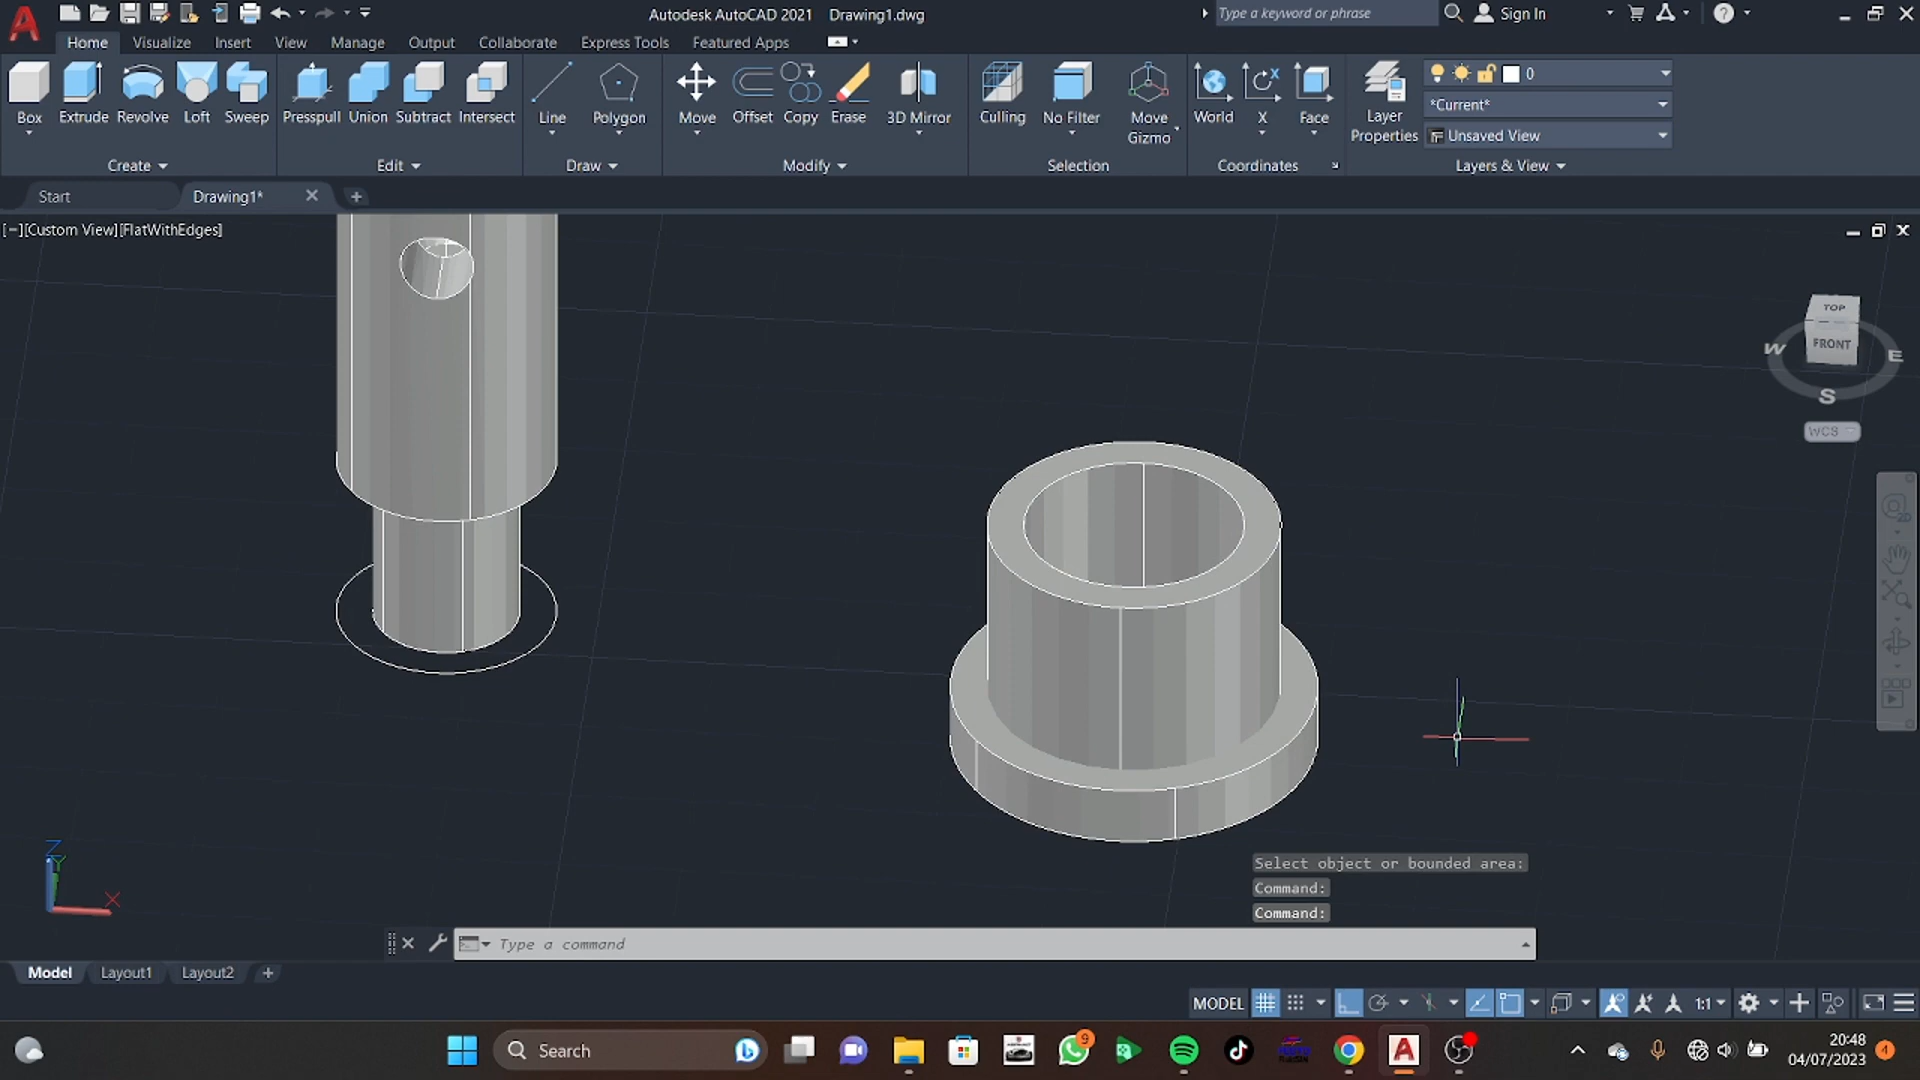 Autodesk AutoCAD 2021 Drawing1.dwg
Type a keyword or phrase
Sign In
Home Visualize Insert View Manage Output Collaborate Express Tools Featured Apps
Box Extrude Revolve Loft Sweep Presspull Union Subtract Intersect Line Polygon Move Offset Copy Erase 3D Mirror Culling No Filter Move Gizmo World X Face Layer Properties
0
*Current*
Unsaved View
Create Edit Draw Modify Selection Coordinates Layers & View
Start Drawing1*
[−][Custom View][FlatWithEdges]
TOP
FRONT
W E
S
WCS
Z
Y
X
Select object or bounded area:
Command:
Command:
Type a command
Model Layout1 Layout2
MODEL 1:1
Search
9
20:48
04/07/2023
4